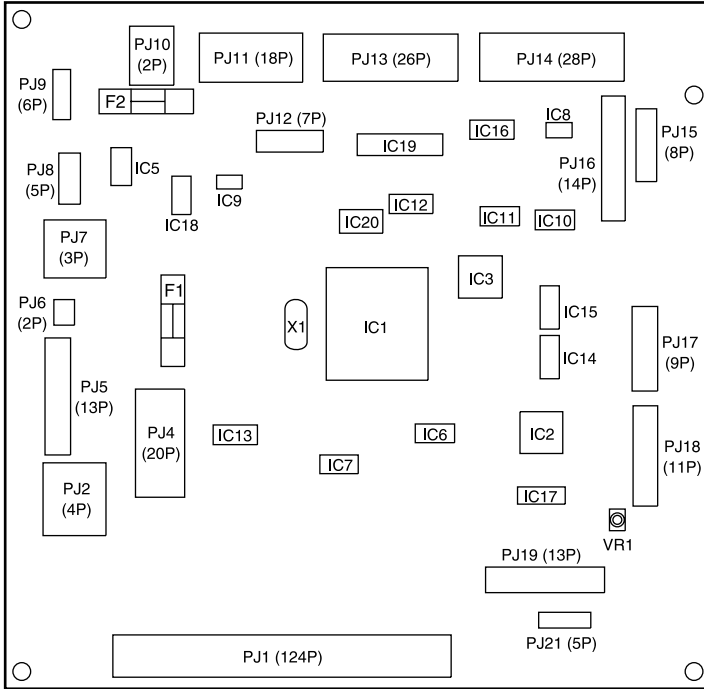 PJ10
(2P)
PJ11 (18P)
PJ13 (26P)
PJ14 (28P)
PJ9
(6P)
F2
PJ12 (7P)
IC16
IC8
IC19
PJ15
(8P)
PJ8
(5P)
IC5
PJ16
(14P)
IC9
IC18
IC12
IC20
IC11
IC10
PJ7
(3P)
IC3
F1
PJ6
(2P)
X1
IC1
IC15
IC14
PJ17
(9P)
PJ5
(13P)
PJ4
(20P)
IC13
IC6
IC2
PJ18
(11P)
IC7
PJ2
(4P)
IC17
VR1
PJ19 (13P)
PJ21 (5P)
PJ1 (124P)